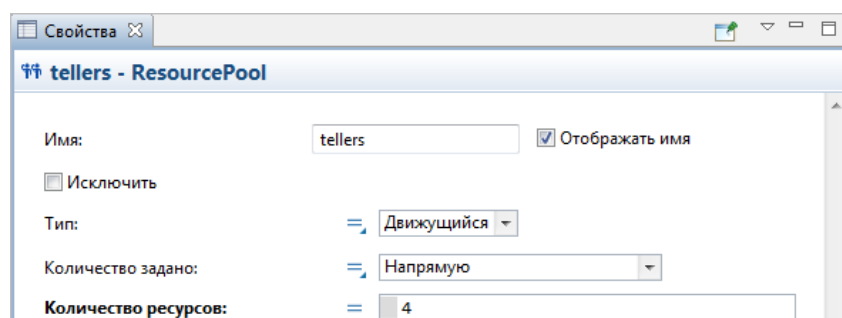 Свойства
tellers - ResourcePool
Имя: tellers Отображать имя
Исключить
Тип: = Движущийся
Количество задано: = Напрямую
Количество ресурсов: = 4